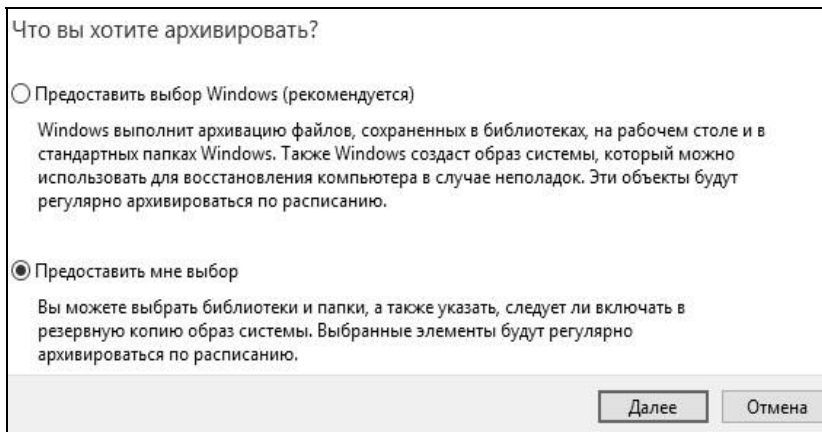 Что вы хотите архивировать?
Предоставить выбор Windows (рекомендуется)
Windows выполнит архивацию файлов, сохраненных в библиотеках, на рабочем столе и в
стандартных папках Windows. Также Windows создаст образ системы, который можно
использовать для восстановления компьютера в случае неполадок. Эти объекты будут
регулярно архивироваться по расписанию.
Предоставить мне выбор
Вы можете выбрать библиотеки и папки, а также указать, следует ли включать в
резервную копию образ системы. Выбранные элементы будут регулярно
архивироваться по расписанию.
Далее Отмена